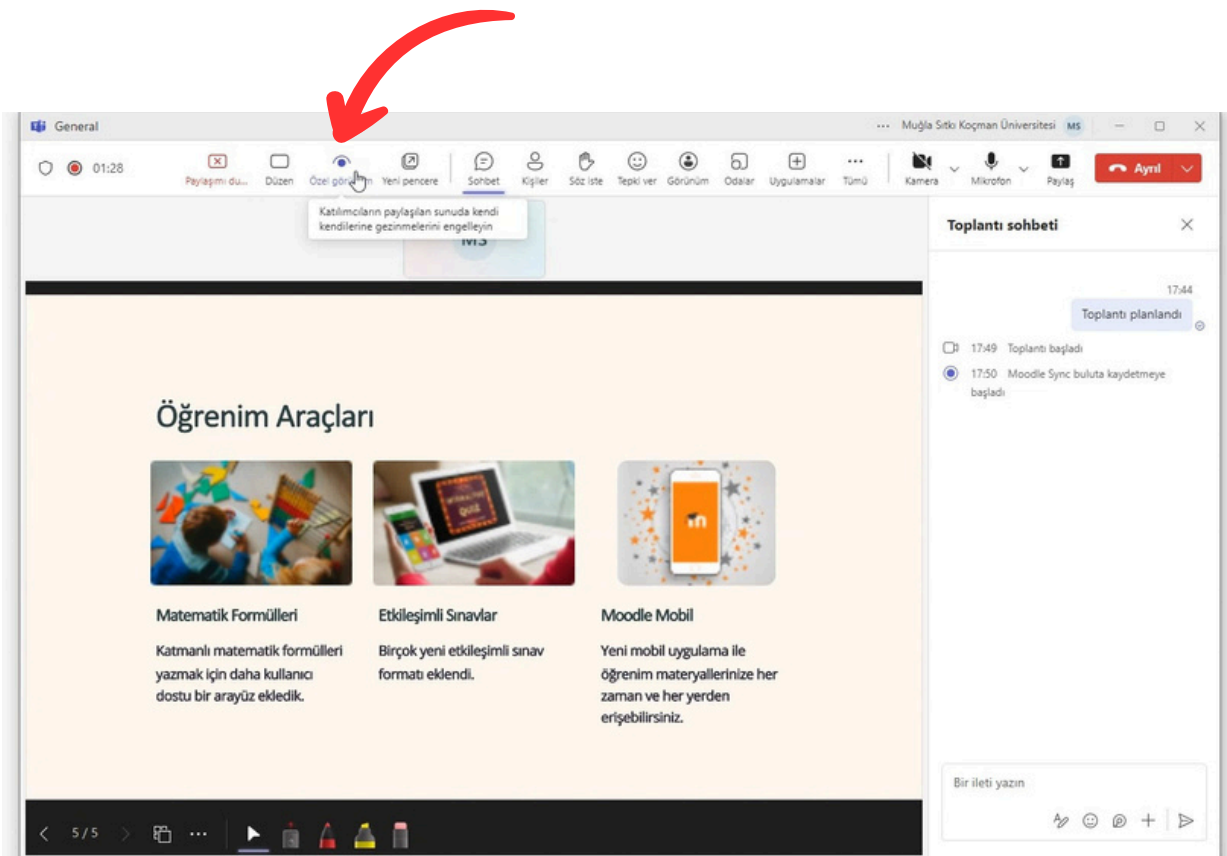 General
Muğla Sıtkı Koçman Üniversitesi MS
01:28
Paylaşımı du...
Düzen
Özel
Yeni pencere
Sohbet
Kişiler
Söz iste
Tepki ver
Görünüm
Odalar
Uygulamalar
Tümü
Kamera
Mikrofon
Paylaş
Ayrıl
Katılımcıların paylaşılan sunuda kendi
kendilerine gezinmelerini engelleyin
MS
Öğrenim Araçları
INTERACTIVE
QUIZ
m
Matematik Formülleri
Katmanlı matematik formülleri
yazmak için daha kullanıcı
dostu bir arayüz ekledik.
Etkileşimli Sınavlar
Birçok yeni etkileşimli sınav
formatı eklendi.
Moodle Mobil
Yeni mobil uygulama ile
öğrenim materyallerinize her
zaman ve her yerden
erişebilirsiniz.
5/5
Toplantı sohbeti
17:44
Toplantı planlandı
17:49 Toplantı başladı
17:50 Moodle Sync buluta kaydetmeye
başladı
Bir ileti yazın